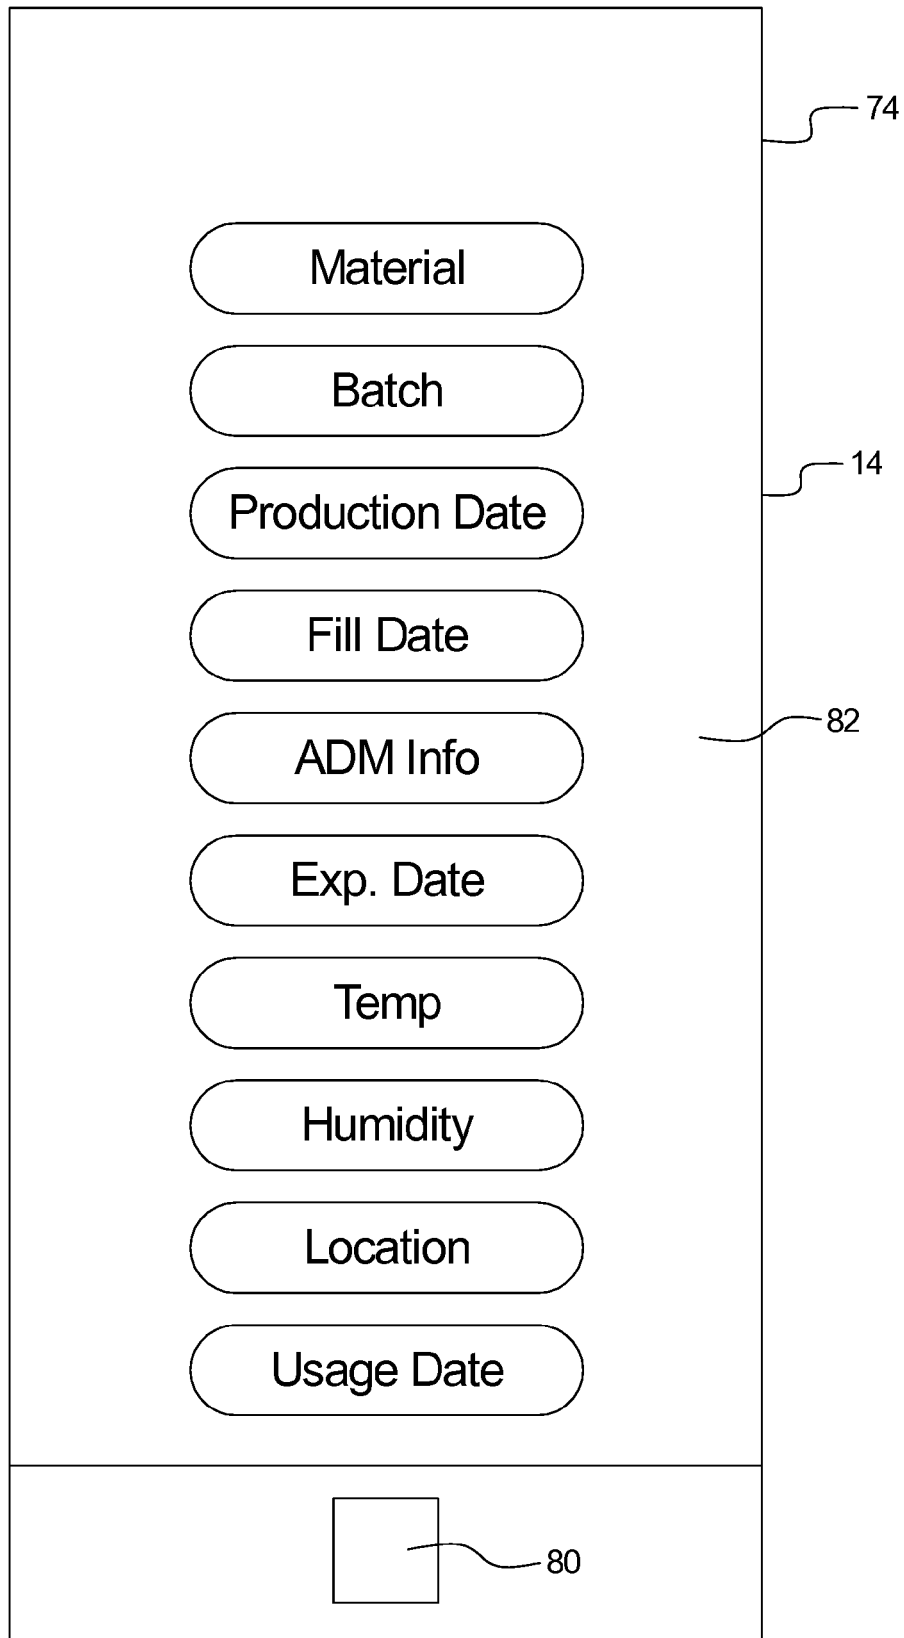 74
Material
Batch
14
Production Date
Fill Date
82
ADM Info
Exp. Date
Temp
Humidity
Location
Usage Date
80